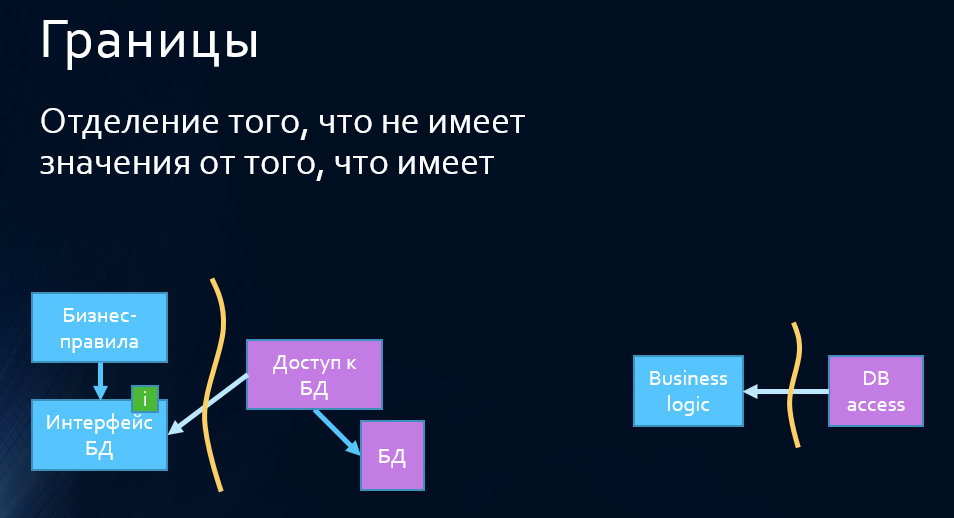 Границы
Отделение того, что не имеет
значения от того, что имеет
Бизнес-
правила
i
Интерфейс
БД
Доступ к
БД
БД
Business
logic
DB
access